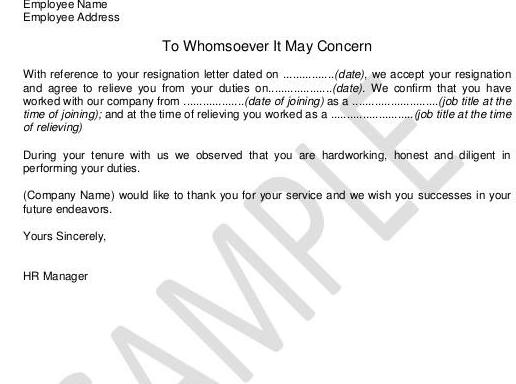 Employee Name
Employee Address
To Whomsoever It May Concern
With reference to your resignation letter dated on ...............(date), we accept your resignation
and agree to relieve you from your duties on...................(date). We confirm that you have
worked with our company from ..................(date of joining) as a .........................(job title at the
time of joining); and at the time of relieving you worked as a ........................(job title at the time
of relieving)
During your tenure with us we observed that you are hardworking, honest and diligent in
performing your duties.
(Company Name) would like to thank you for your service and we wish you successes in your
future endeavors.
Yours Sincerely,
HR Manager
SAMPLE